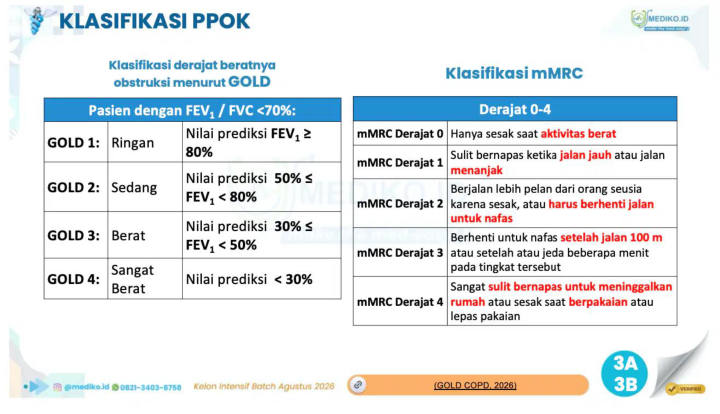 KLASIFIKASI PPOK
MEDIKO.ID
Klasifikasi derajat beratnya
obstruksi menurut GOLD
Pasien dengan FEV1 / FVC <70%:
GOLD 1: Ringan Nilai prediksi FEV1 ≥
80%
GOLD 2: Sedang Nilai prediksi 50% ≤
FEV1 < 80%
GOLD 3: Berat Nilai prediksi 30% ≤
FEV1 < 50%
GOLD 4: Sangat
Berat Nilai prediksi < 30%
Klasifikasi mMRC
Derajat 0-4
mMRC Derajat 0 Hanya sesak saat aktivitas berat
mMRC Derajat 1 Sulit bernapas ketika jalan jauh atau jalan
menanjak
mMRC Derajat 2 Berjalan lebih pelan dari orang seusia
karena sesak, atau harus berhenti jalan
untuk nafas
mMRC Derajat 3 Berhenti untuk nafas setelah jalan 100 m
atau setelah atau jeda beberapa menit
pada tingkat tersebut
mMRC Derajat 4 Sangat sulit bernapas untuk meninggalkan
rumah atau sesak saat berpakaian atau
lepas pakaian
MEDIKO.ID
@mediko.id 0821-3403-6758 Kelon Intensif Batch Agustus 2026
(GOLD COPD, 2026)
3A
3B
VERIFIED